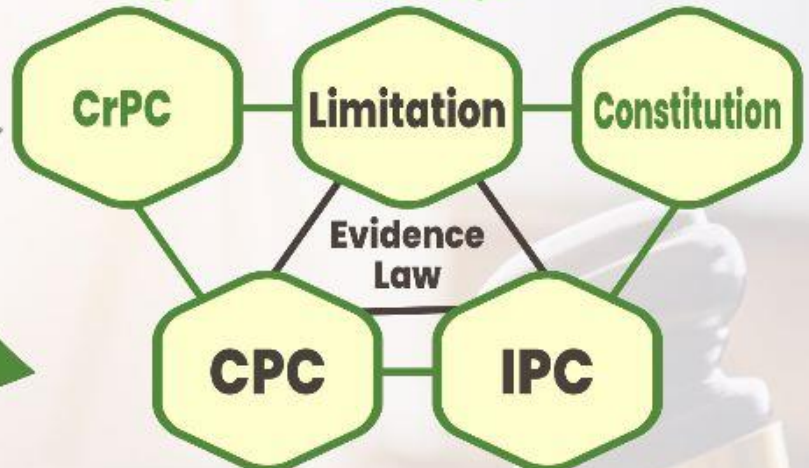 CrPC
Limitation
Constitution
Evidence
Law
CPC
IPC